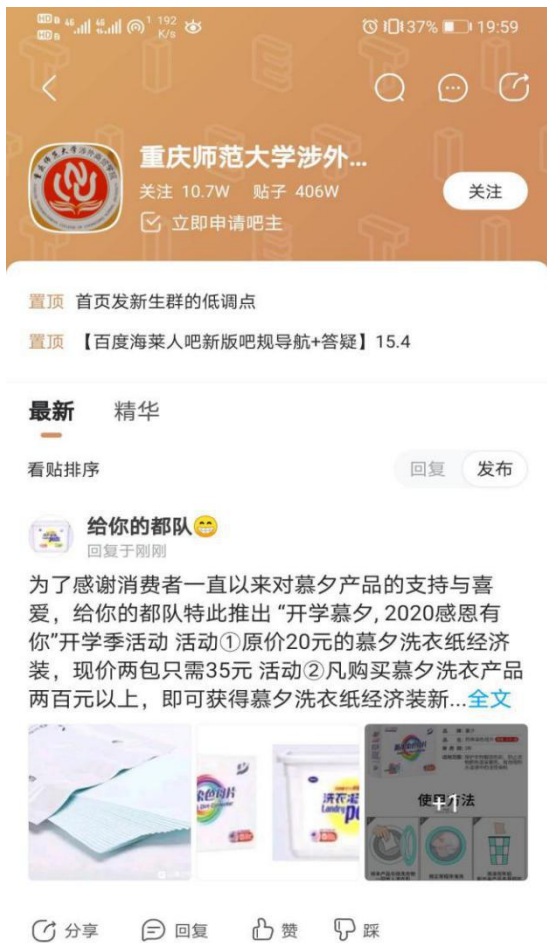 HD 46 46 1 192 K/s 37% 19:59
重庆师范大学涉外...
关注 10.7W 贴子 406W
关注
立即申请吧主
置顶 首页发新生群的低调点
置顶 【百度海莱人吧新版吧规导航+答疑】15.4
最新 精华
看贴排序
回复 发布
给你的都队😁
回复于刚刚
为了感谢消费者一直以来对慕夕产品的支持与喜
爱，给你的都队特此推出 “开学慕夕, 2020感恩有
你”开学季活动 活动①原价20元的慕夕洗衣纸经济
装，现价两包只需35元 活动②凡购买慕夕洗衣产品
两百元以上，即可获得慕夕洗衣纸经济装新...全文
使用方法
+1
分享 回复 赞 踩